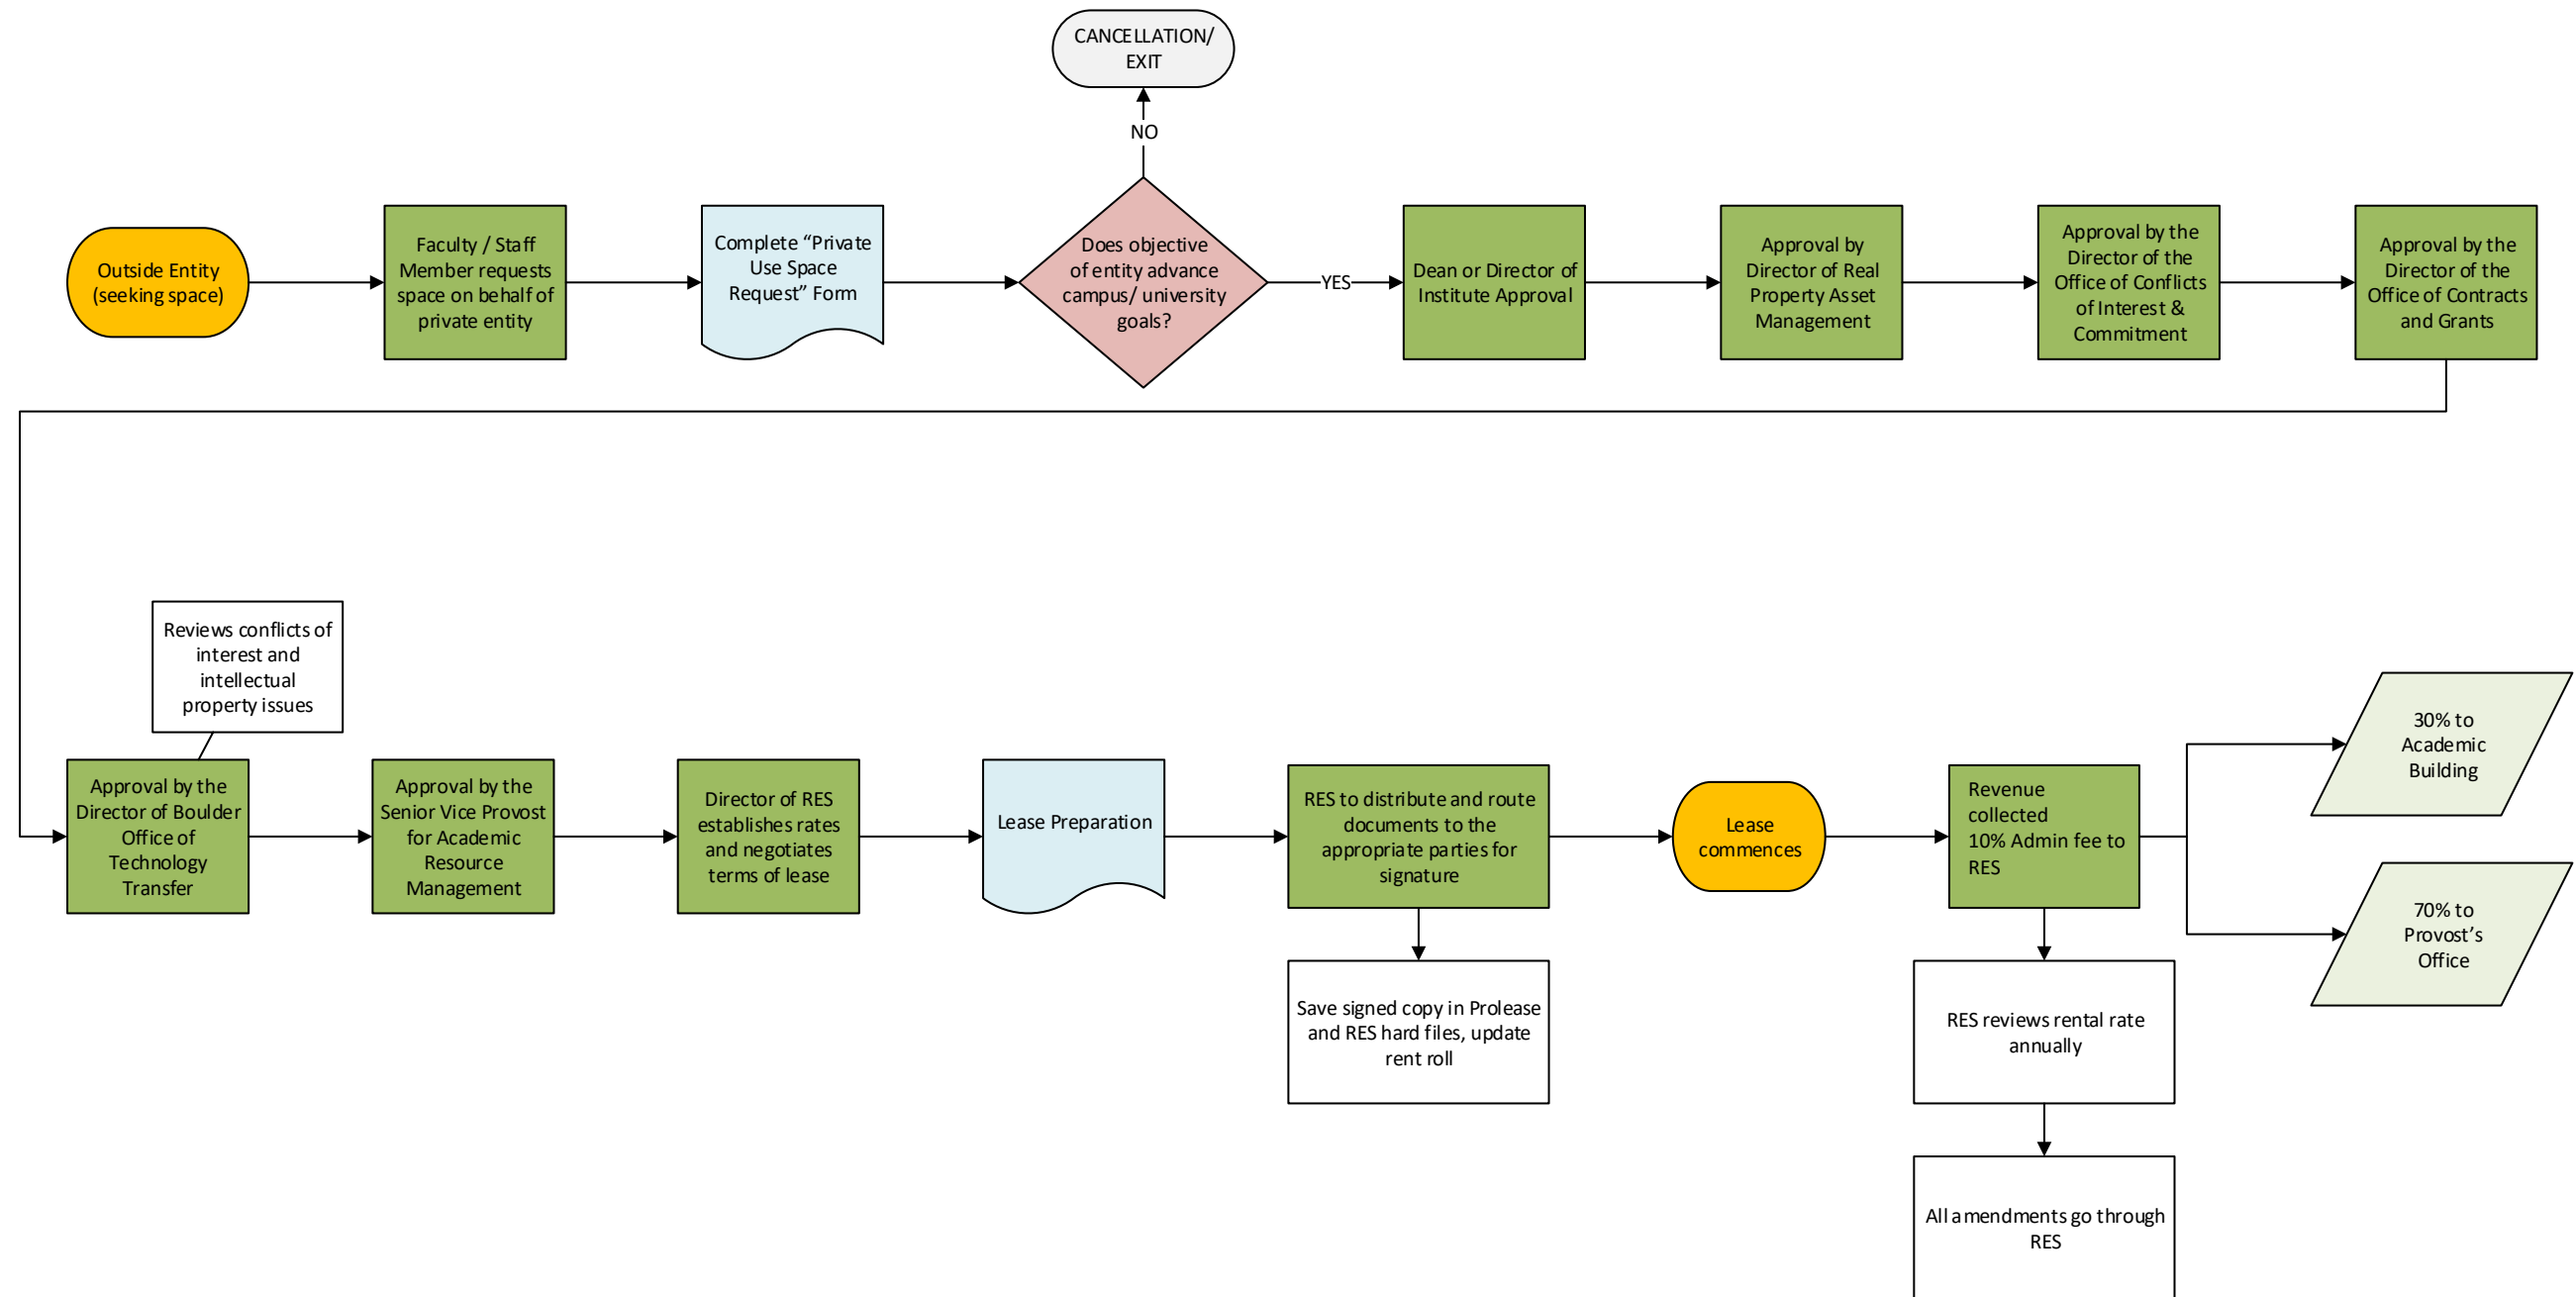 CANCELLATION/
EXIT
NO
Outside Entity
(seeking space)
Faculty / Staff
Member requests
space on behalf of
private entity
Complete “Private
Use Space
Request” Form
Does objective
of entity advance
campus/ university
goals?
YES
Dean or Director of
Institute Approval
Approval by
Director of Real
Property Asset
Management
Approval by the
Director of the
Office of Conflicts
of Interest &
Commitment
Approval by the
Director of the
Office of Contracts
and Grants
Reviews conflicts of
interest and
intellectual
property issues
Approval by the
Director of Boulder
Office of
Technology
Transfer
Approval by the
Senior Vice Provost
for Academic
Resource
Management
Director of RES
establishes rates
and negotiates
terms of lease
Lease Preparation
RES to distribute and route
documents to the
appropriate parties for
signature
Save signed copy in Prolease
and RES hard files, update
rent roll
Lease
commences
Revenue
collected
10% Admin fee to
RES
30% to
Academic
Building
70% to
Provost’s
Office
RES reviews rental rate
annually
All amendments go through
RES